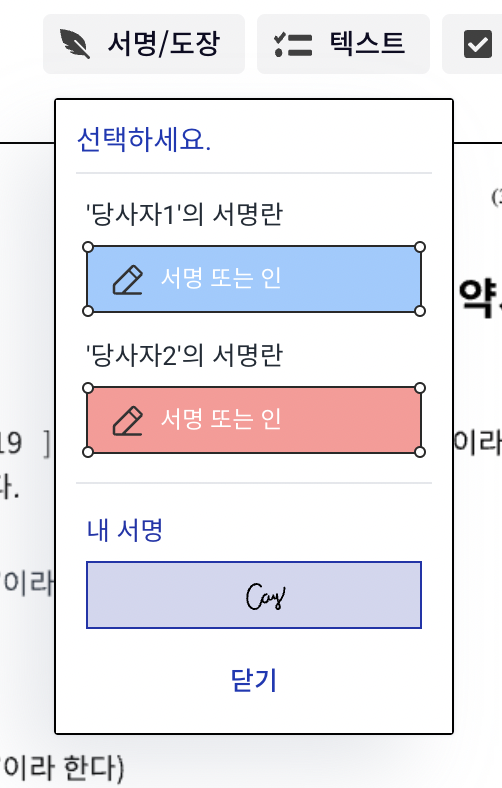 서명/도장 텍스트
선택하세요.
'당사자1'의 서명란
서명 또는 인
'당사자2'의 서명란
서명 또는 인
내 서명
닫기
약
19 ] 이라
다.
'이라
'이라 한다)